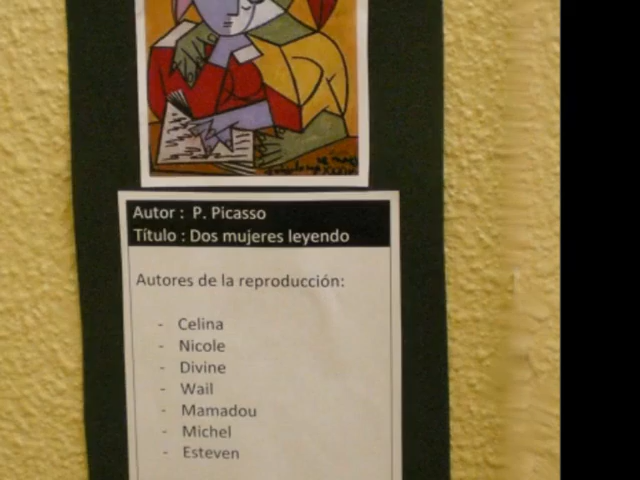 Autor : P. Picasso
Título : Dos mujeres leyendo
Autores de la reproducción:
- Celina
- Nicole
- Divine
- Wail
- Mamadou
- Michel
- Esteven